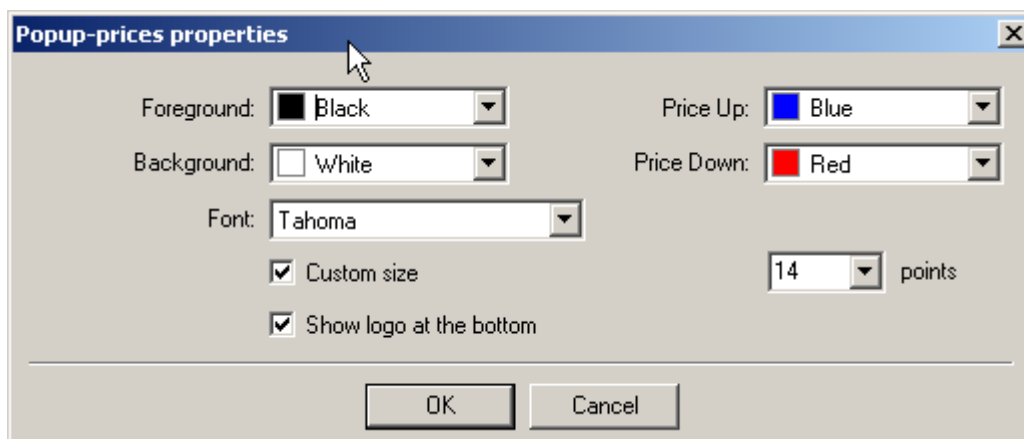 Popup-prices properties
Foreground: Black Price Up: Blue
Background: White Price Down: Red
Font: Tahoma
Custom size 14 points
Show logo at the bottom
OK Cancel